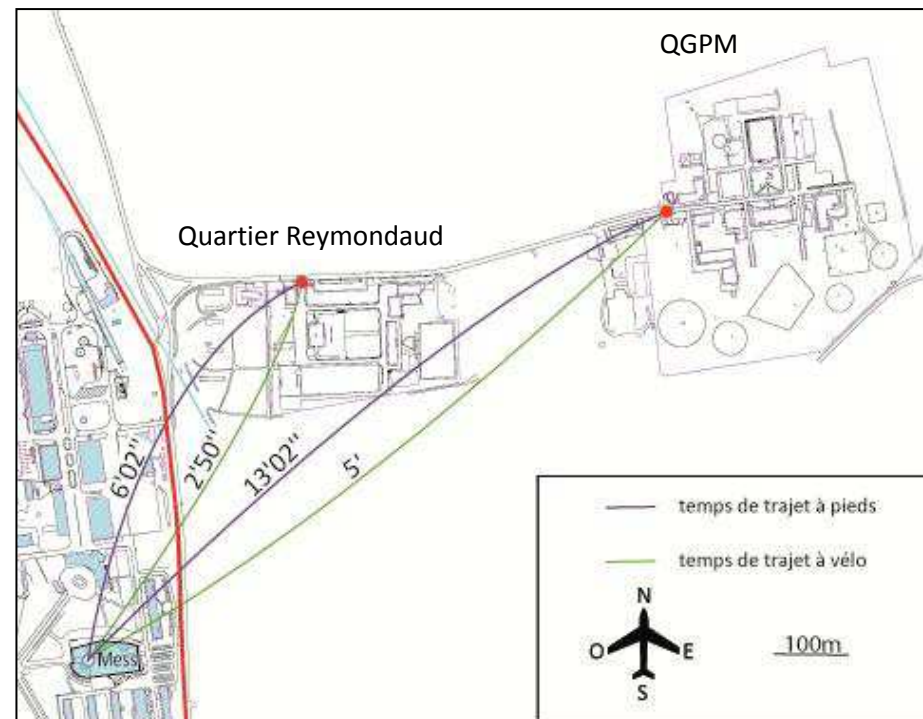 QGPM
Quartier Reymondaud
6'02''
2'50''
13'02''
5'
Mess
temps de trajet à pieds
temps de trajet à vélo
N
O
E
S
100m